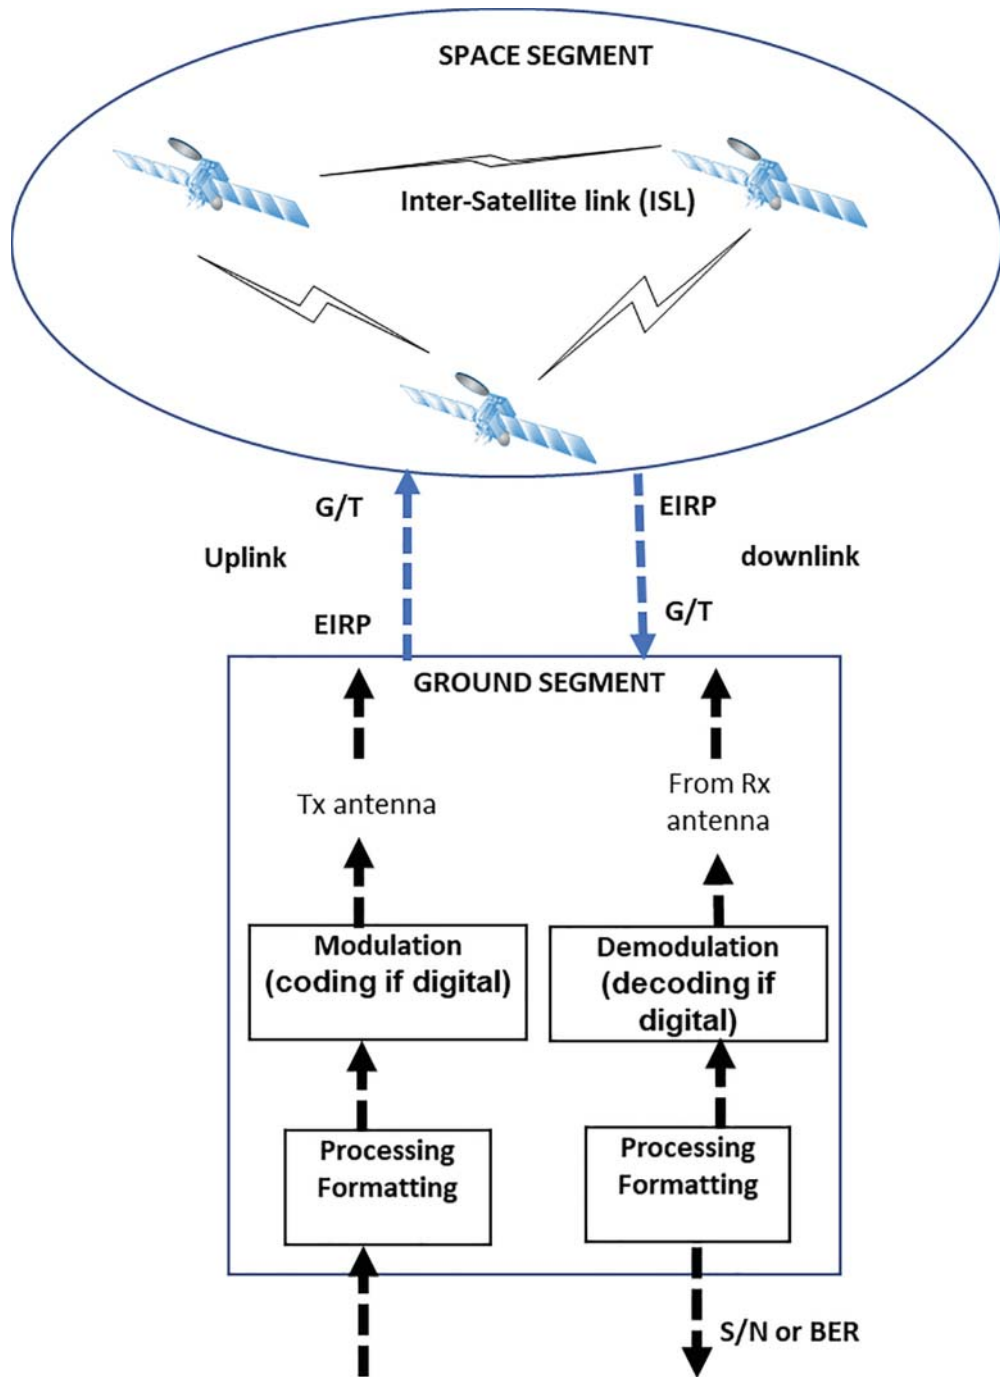 SPACE SEGMENT
Inter-Satellite link (ISL)
G/T
EIRP
Uplink
downlink
EIRP
G/T
GROUND SEGMENT
Tx antenna
From Rx
antenna
Modulation
(coding if digital)
Demodulation
(decoding if
digital)
Processing
Formatting
Processing
Formatting
S/N or BER